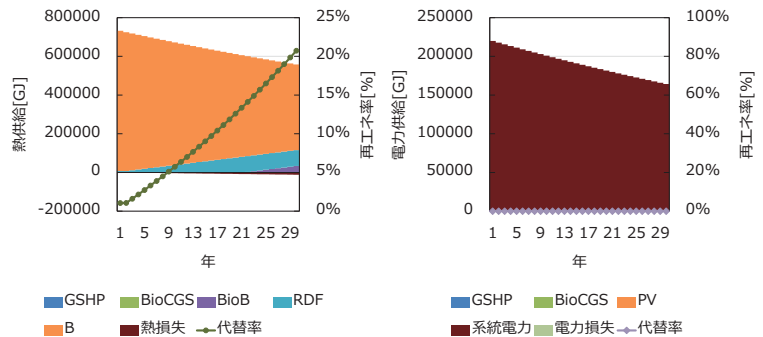 熱供給[GJ]
800000
600000
400000
200000
0
-200000
25%
20%
15%
10%
5%
0%
再エネ率[%]
1 5 9 13 17 21 25 29
年
GSHP BioCGS BioB RDF
B 熱損失 代替率
電力供給[GJ]
250000
200000
150000
100000
50000
0
100%
80%
60%
40%
20%
0%
再エネ率[%]
1 5 9 13 17 21 25 29
年
GSHP BioCGS PV
系統電力 電力損失 代替率